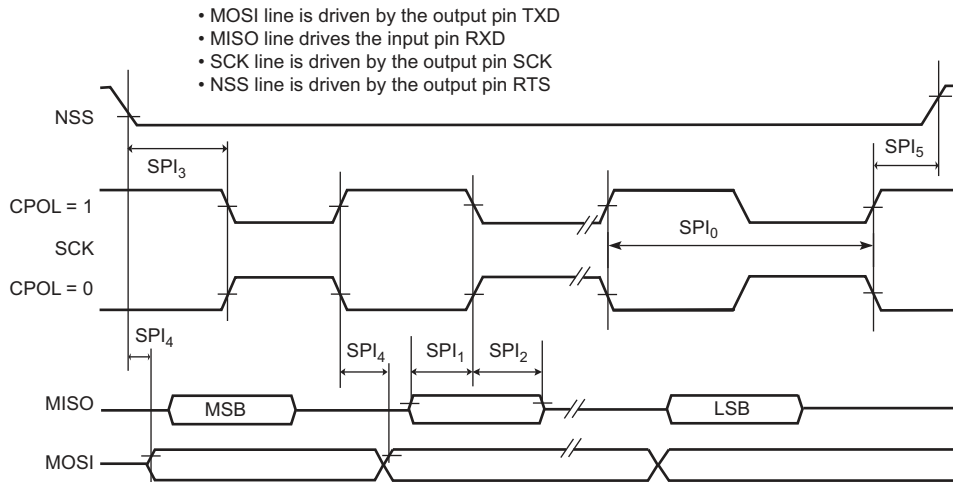 • MOSI line is driven by the output pin TXD
• MISO line drives the input pin RXD
• SCK line is driven by the output pin SCK
• NSS line is driven by the output pin RTS
NSS
SPI3
SPI5
CPOL = 1
SCK
SPI0
CPOL = 0
SPI4
SPI4
SPI1
SPI2
MISO
MSB
LSB
MOSI